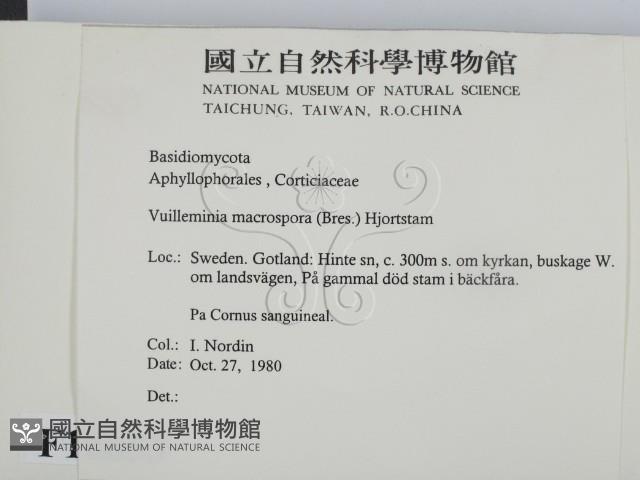 國立自然科學博物館
NATIONAL MUSEUM OF NATURAL SCIENCE
TAICHUNG, TAIWAN, R.O.CHINA
Basidiomycota
Aphyllophorales , Corticiaceae
Vuilleminia macrospora (Bres.) Hjortstam
Loc.: Sweden. Gotland: Hinte sn, c. 300m s. om kyrkan, buskage W.
om landsvägen, På gammal död stam i bäckfåra.
Pa Cornus sanguineal.
Col.: I. Nordin
Date: Oct. 27, 1980
Det.:
國立自然科學博物館
NATIONAL MUSEUM OF NATURAL SCIENCE